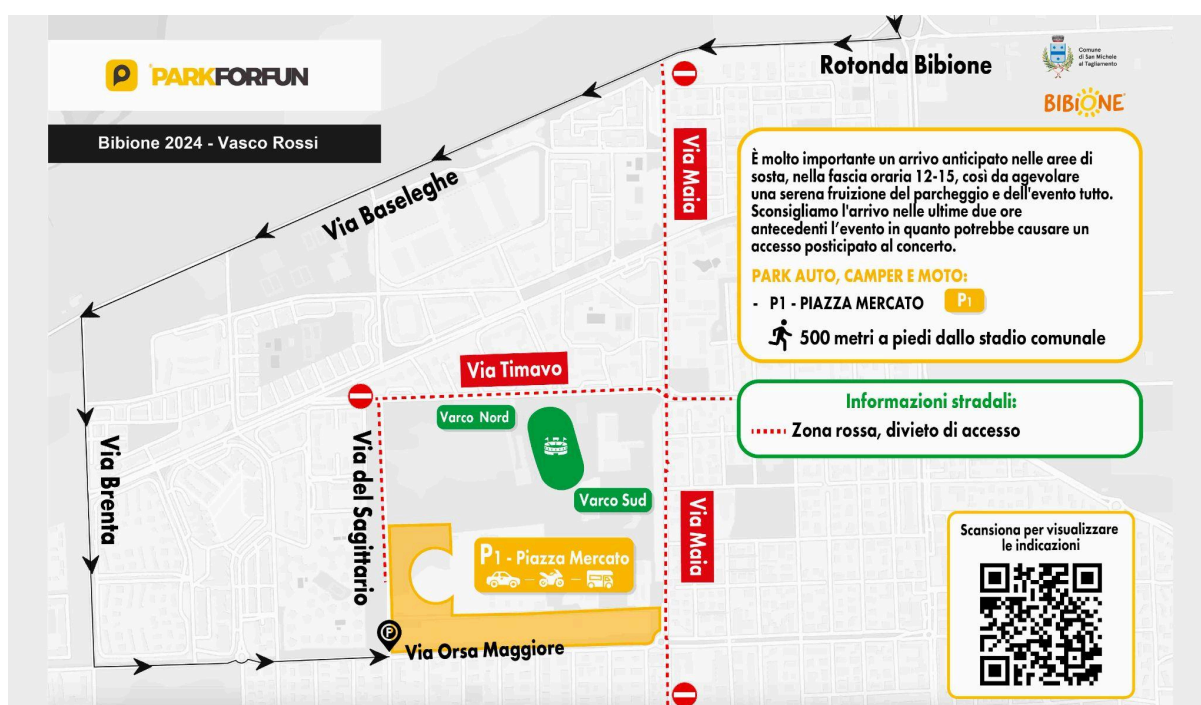 PARKFORFUN
Bibione 2024 - Vasco Rossi
Rotonda Bibione
Comune
di San Michele
al Tagliamento
BIBIONE
Via Maia
Via Baseleghe
È molto importante un arrivo anticipato nelle aree di
sosta, nella fascia oraria 12-15, così da agevolare
una serena fruizione del parcheggio e dell'evento tutto.
Sconsigliamo l'arrivo nelle ultime due ore
antecedenti l'evento in quanto potrebbe causare un
accesso posticipato al concerto.
PARK AUTO, CAMPER E MOTO:
- P1 - PIAZZA MERCATO P1
500 metri a piedi dallo stadio comunale
Via Timavo
Informazioni stradali:
Zona rossa, divieto di accesso
Varco Nord
Varco Sud
Via Brenta
Via del Sagittario
Via Maia
P1 - Piazza Mercato
P
Via Orsa Maggiore
Scansiona per visualizzare
le indicazioni